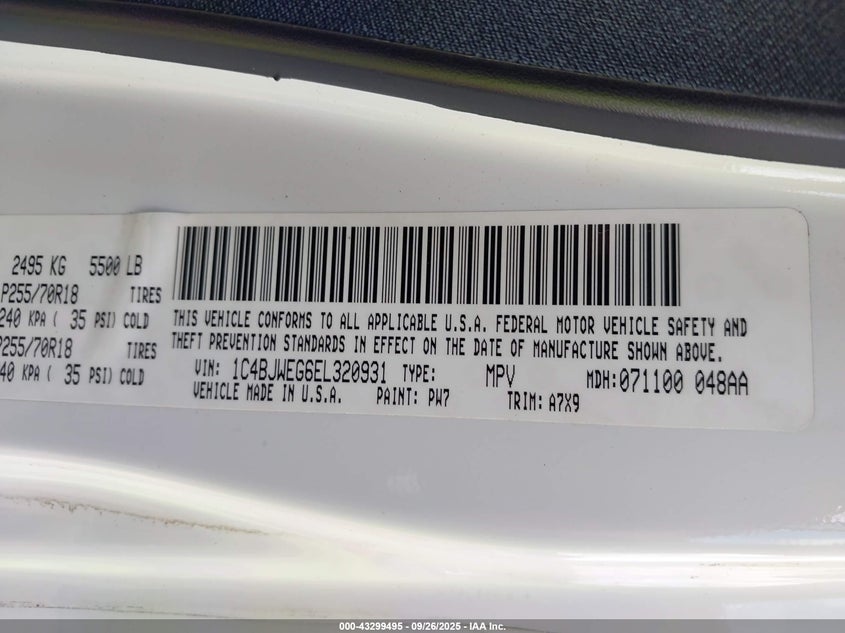 2495 KG 5500 LB
P255/70R18 TIRES
240 KPA ( 35 PSI) COLD
P255/70R18 TIRES
40 KPA ( 35 PSI) COLD
THIS VEHICLE CONFORMS TO ALL APPLICABLE U.S.A. FEDERAL MOTOR VEHICLE SAFETY AND
THEFT PREVENTION STANDARDS IN EFFECT ON THE DATE OF MANUFACTURE SHOWN ABOVE.
VIN: 1C4BJWEG6EL320931 TYPE: MPV MDH:071100 048AA
VEHICLE MADE IN U.S.A. PAINT: PW7 TRIM: A7X9
000-43299495 - 09/26/2025 - IAA Inc.